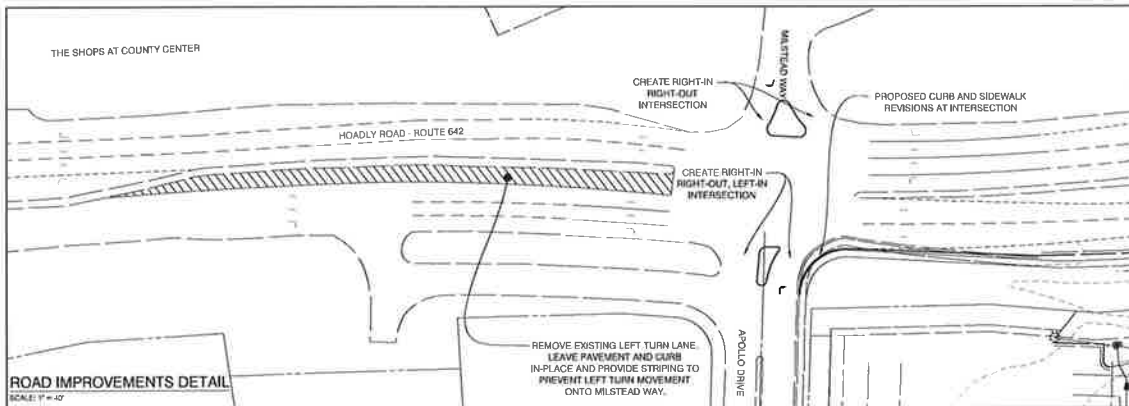 THE SHOPS AT COUNTY CENTER
HOADLY ROAD - ROUTE 642
CREATE RIGHT-IN
RIGHT-OUT
INTERSECTION
MILSTEAD WAY
PROPOSED CURB AND SIDEWALK
REVISIONS AT INTERSECTION
CREATE RIGHT-IN
RIGHT-OUT, LEFT-IN
INTERSECTION
REMOVE EXISTING LEFT TURN LANE.
LEAVE PAVEMENT AND CURB
IN-PLACE AND PROVIDE STRIPING TO
PREVENT LEFT TURN MOVEMENT
ONTO MILSTEAD WAY.
APOLLO DRIVE
ROAD IMPROVEMENTS DETAIL
SCALE: 1" = 40'